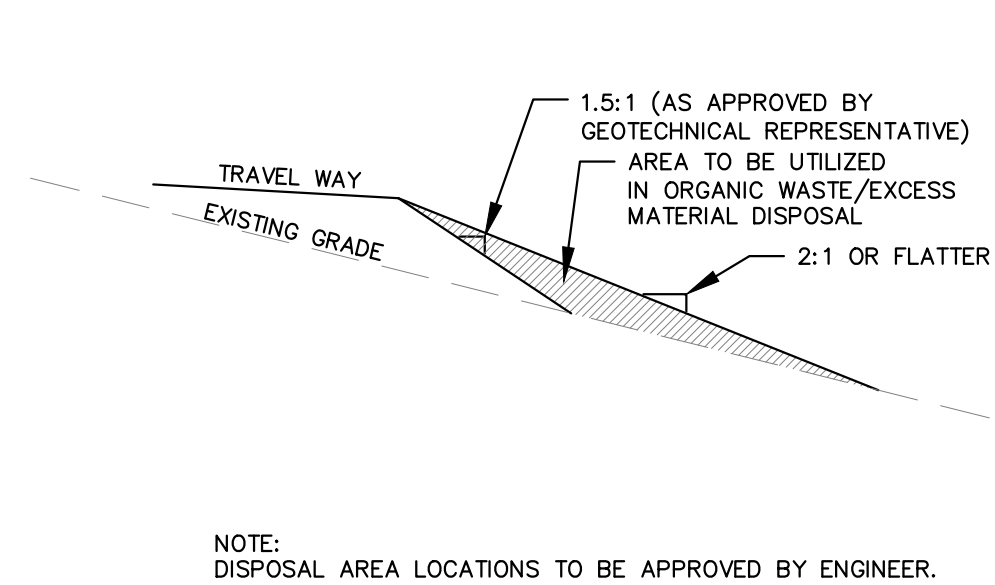 1.5:1 (AS APPROVED BY
GEOTECHNICAL REPRESENTATIVE)
AREA TO BE UTILIZED
IN ORGANIC WASTE/EXCESS
MATERIAL DISPOSAL
TRAVEL WAY
EXISTING GRADE
2:1 OR FLATTER
NOTE:
DISPOSAL AREA LOCATIONS TO BE APPROVED BY ENGINEER.